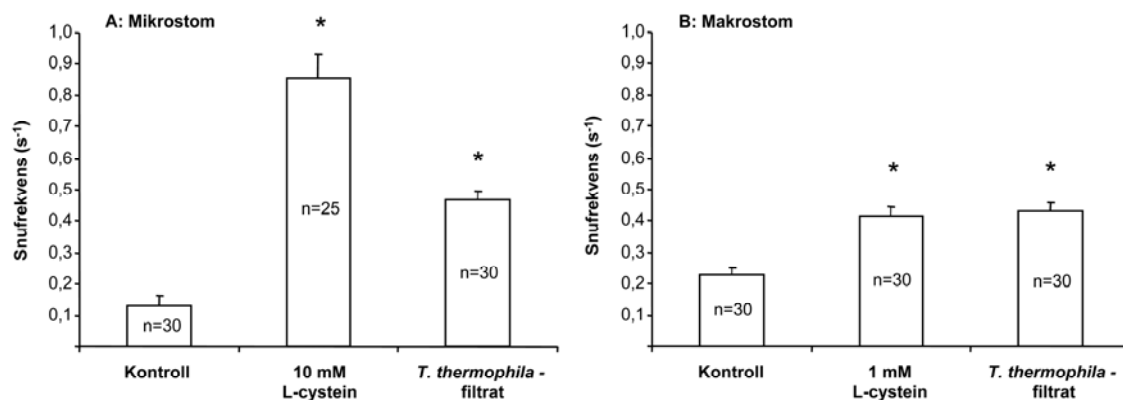 A: Mikrostom
Snufrekvens (s⁻¹)
1,0
0,9
0,8
0,7
0,6
0,5
0,4
0,3
0,2
0,1
*
*
n=30
n=25
n=30
Kontroll
10 mM
L-cystein
T. thermophila -
filtrat
B: Makrostom
Snufrekvens (s⁻¹)
1,0
0,9
0,8
0,7
0,6
0,5
0,4
0,3
0,2
0,1
*
*
n=30
n=30
n=30
Kontroll
1 mM
L-cystein
T. thermophila -
filtrat